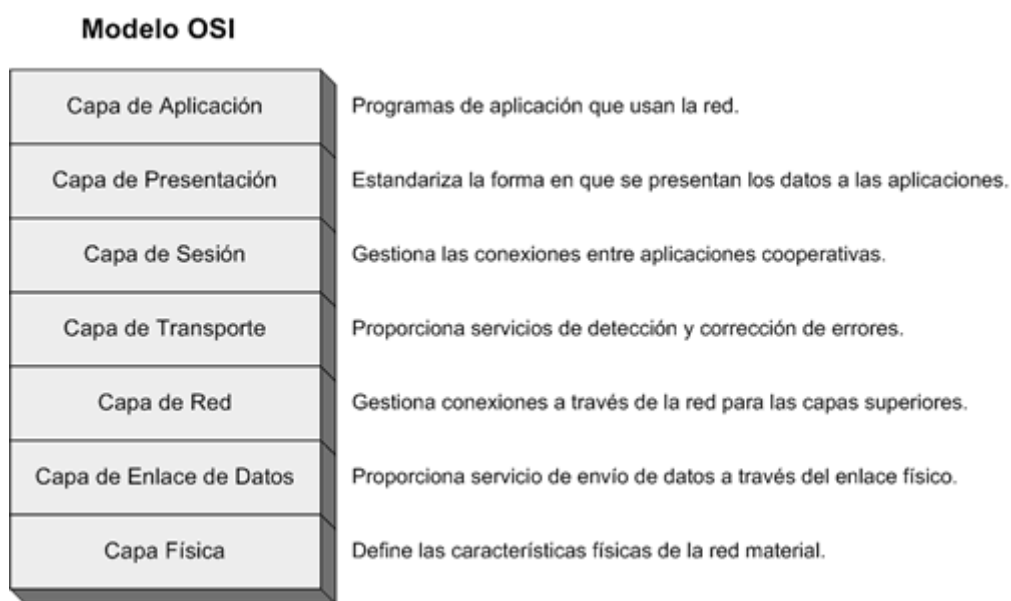 Modelo OSI
Capa de Aplicación
Programas de aplicación que usan la red.
Capa de Presentación
Estandariza la forma en que se presentan los datos a las aplicaciones.
Capa de Sesión
Gestiona las conexiones entre aplicaciones cooperativas.
Capa de Transporte
Proporciona servicios de detección y corrección de errores.
Capa de Red
Gestiona conexiones a través de la red para las capas superiores.
Capa de Enlace de Datos
Proporciona servicio de envío de datos a través del enlace físico.
Capa Física
Define las características físicas de la red material.